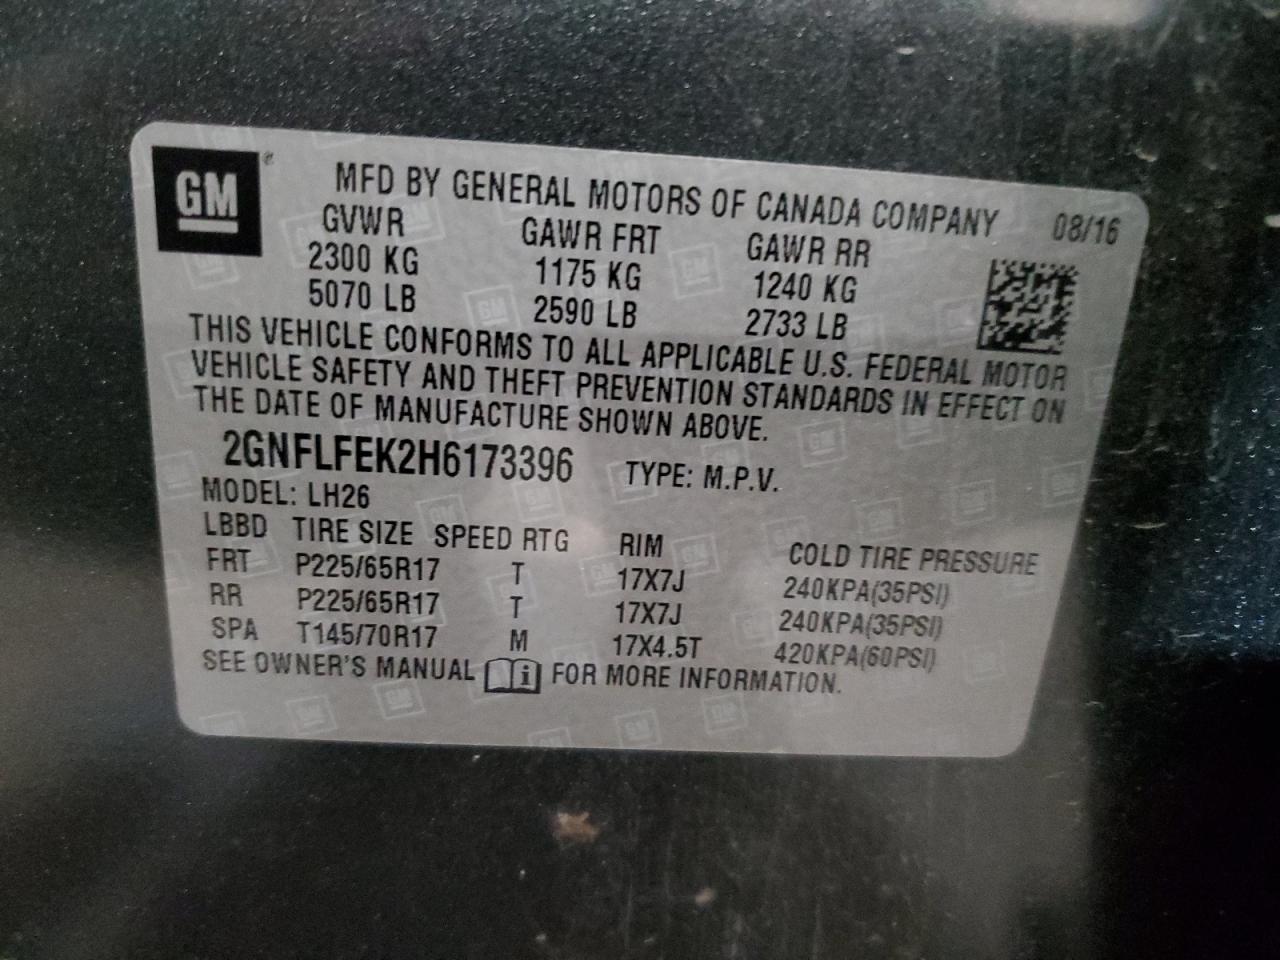 GM ®
MFD BY GENERAL MOTORS OF CANADA COMPANY 08/16
GVWR GAWR FRT GAWR RR
2300 KG 1175 KG 1240 KG
5070 LB 2590 LB 2733 LB
THIS VEHICLE CONFORMS TO ALL APPLICABLE U.S. FEDERAL MOTOR
VEHICLE SAFETY AND THEFT PREVENTION STANDARDS IN EFFECT ON
THE DATE OF MANUFACTURE SHOWN ABOVE.
2GNFLFEK2H6173396 TYPE: M.P.V.
MODEL: LH26
LBBD TIRE SIZE SPEED RTG RIM COLD TIRE PRESSURE
FRT P225/65R17 T 17X7J 240KPA(35PSI)
RR P225/65R17 T 17X7J 240KPA(35PSI)
SPA T145/70R17 M 17X4.5T 420KPA(60PSI)
SEE OWNER'S MANUAL i FOR MORE INFORMATION.